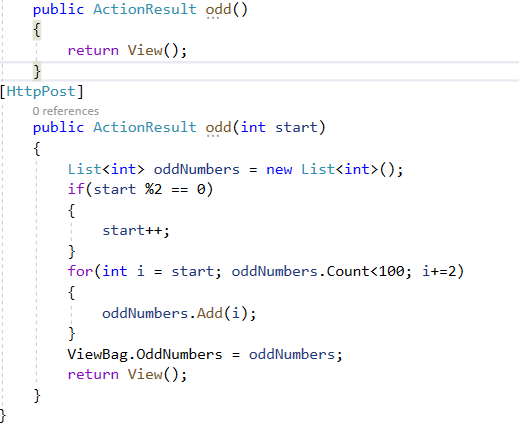 public ActionResult odd()
{
return View();
}
[HttpPost]
0 references
public ActionResult odd(int start)
{
List<int> oddNumbers = new List<int>();
if(start %2 == 0)
{
start++;
}
for(int i = start; oddNumbers.Count<100; i+=2)
{
oddNumbers.Add(i);
}
ViewBag.OddNumbers = oddNumbers;
return View();
}
}